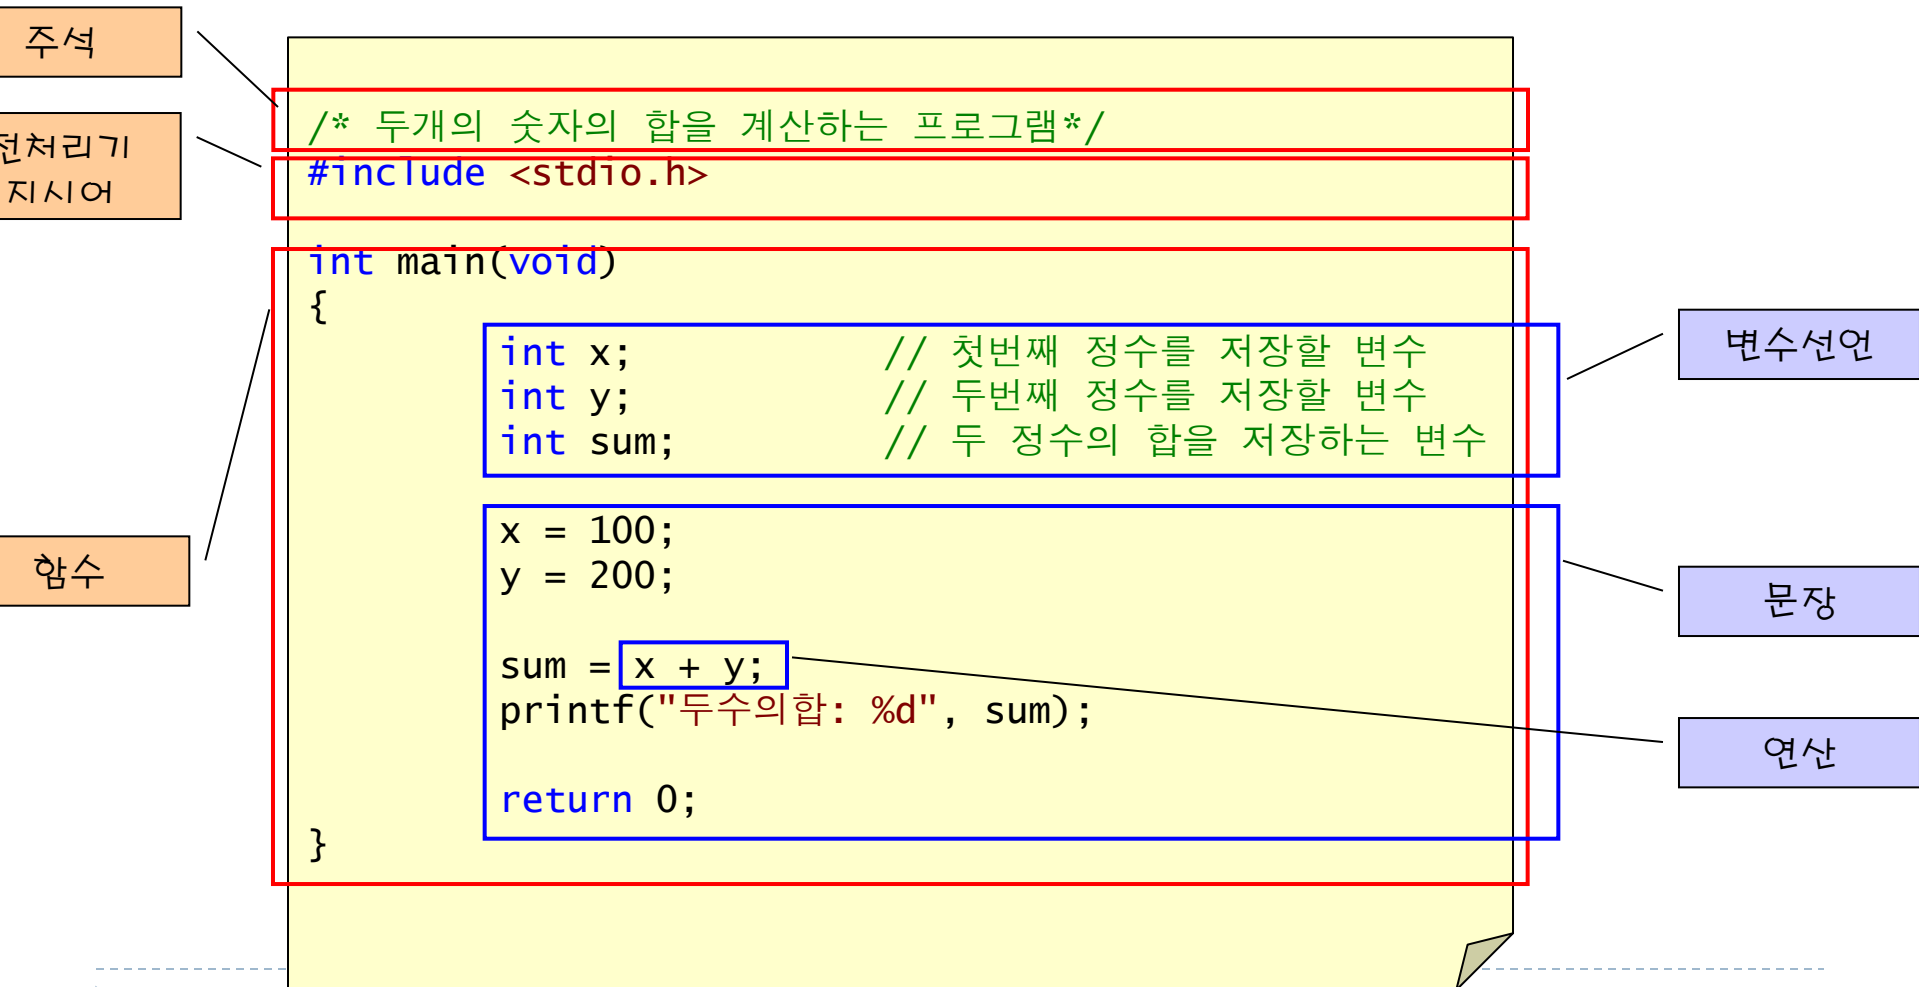 주석
전처리기
지시어
함수
/* 두개의 숫자의 합을 계산하는 프로그램*/
#include <stdio.h>
int main(void)
{
int x; // 첫번째 정수를 저장할 변수
int y; // 두번째 정수를 저장할 변수
int sum; // 두 정수의 합을 저장하는 변수
x = 100;
y = 200;
sum = x + y;
printf("두수의합: %d", sum);
return 0;
}
변수선언
문장
연산